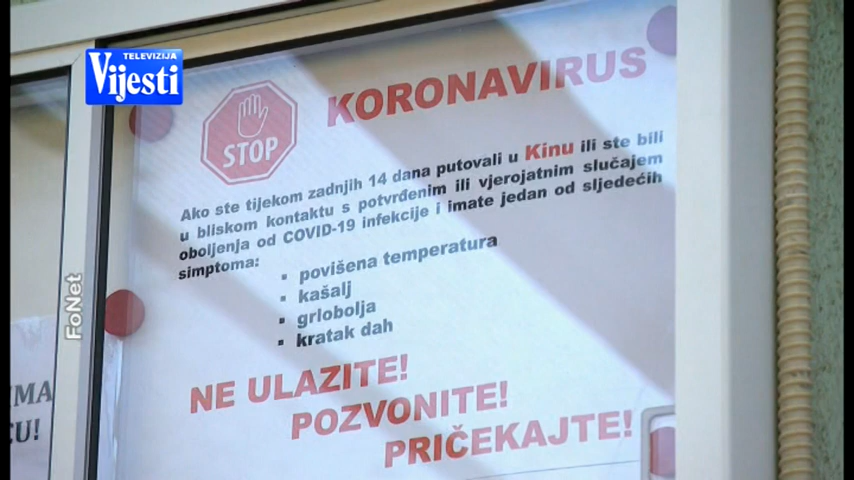 TELEVIZIJA
Vijesti
STOP
KORONAVIRUS
Ako ste tijekom zadnjih 14 dana putovali u Kinu ili ste bili
u bliskom kontaktu s potvrđenim ili vjerojatnim slučajem
oboljenja od COVID-19 infekcije i imate jedan od sljedećih
simptoma:
▪ povišena temperatura
▪ kašalj
▪ grlobolja
▪ kratak dah
NE ULAZITE!
POZVONITE!
PRIČEKAJTE!
FoNet